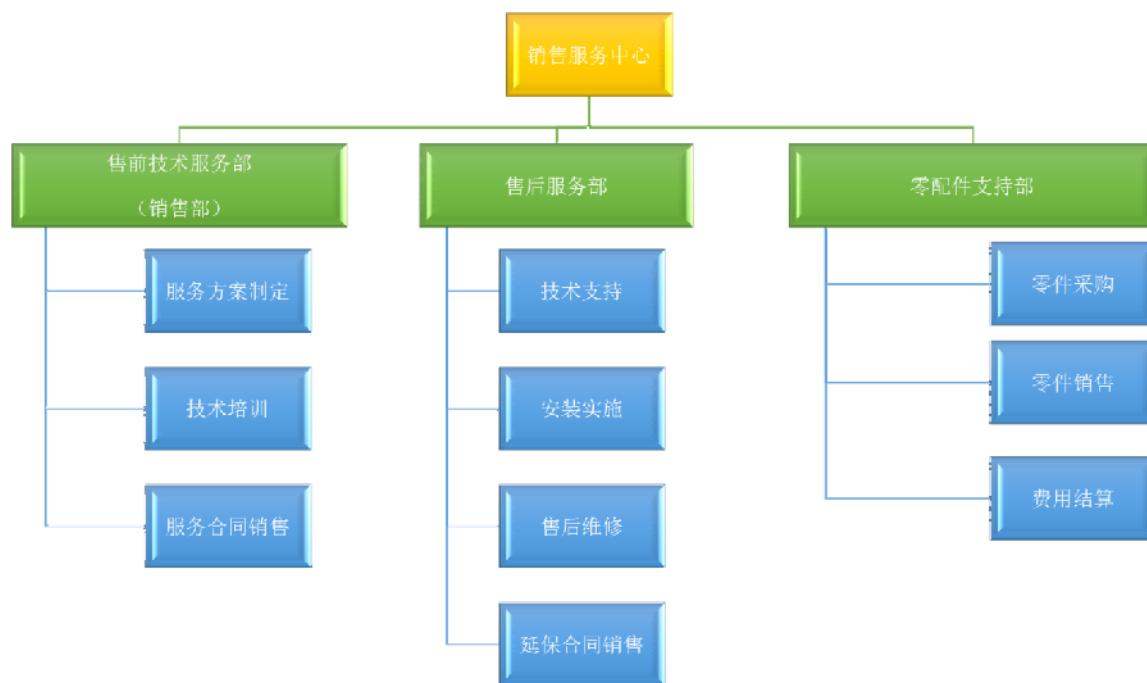 销售服务中心
售前技术服务部
（销售部）
服务方案制定
技术培训
服务合同销售
售后服务部
技术支持
安装实施
售后维修
延保合同销售
零配件支持部
零件采购
零件销售
费用结算